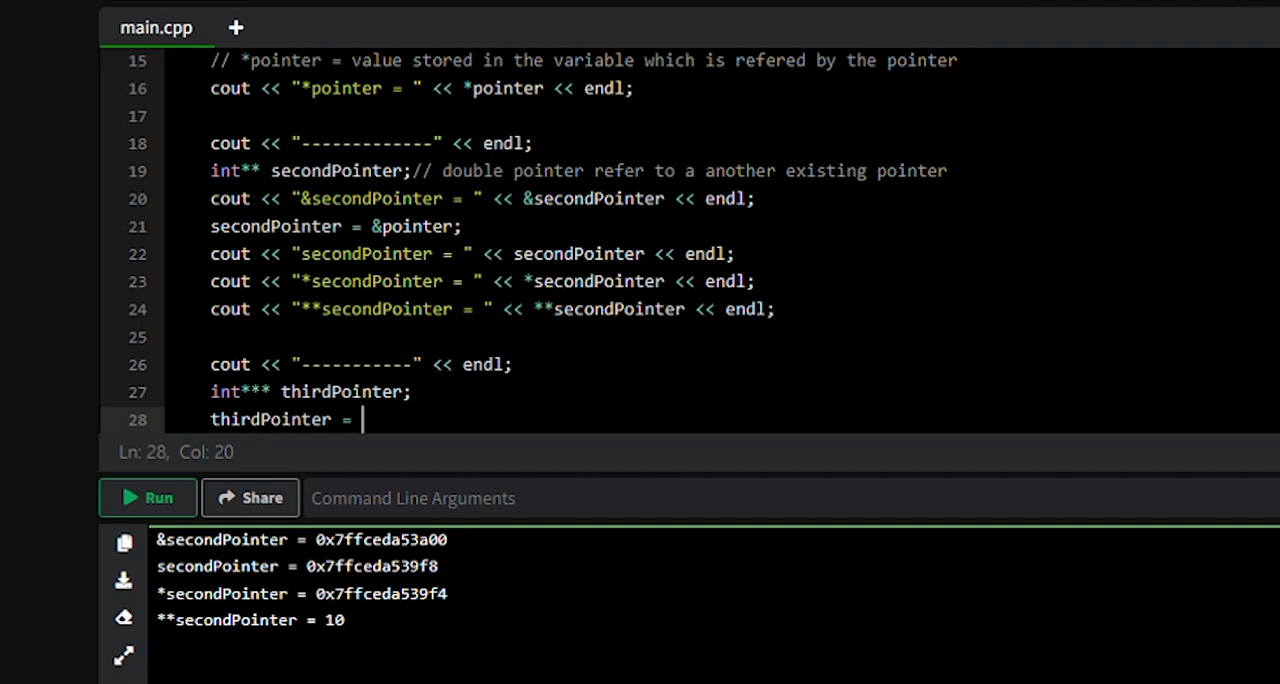 main.cpp +
15 // *pointer = value stored in the variable which is refered by the pointer
16 cout << "*pointer = " << *pointer << endl;
17
18 cout << "-------------" << endl;
19 int** secondPointer;// double pointer refer to a another existing pointer
20 cout << "&secondPointer = " << &secondPointer << endl;
21 secondPointer = &pointer;
22 cout << "secondPointer = " << secondPointer << endl;
23 cout << "*secondPointer = " << *secondPointer << endl;
24 cout << "**secondPointer = " << **secondPointer << endl;
25
26 cout << "-----------" << endl;
27 int*** thirdPointer;
28 thirdPointer =
Ln: 28, Col: 20
Run Share Command Line Arguments
&secondPointer = 0x7ffceda53a00
secondPointer = 0x7ffceda539f8
*secondPointer = 0x7ffceda539f4
**secondPointer = 10